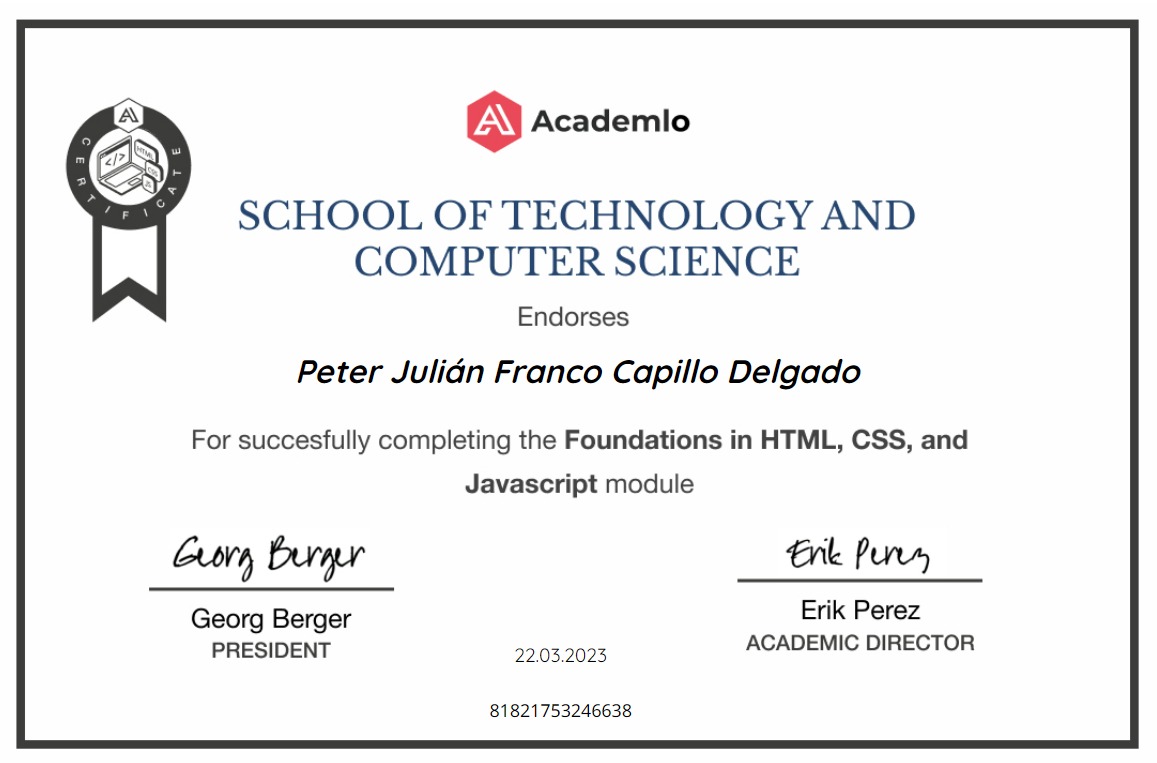 Academlo
CERTIFICATE
</>
HTML
CSS
JS
SCHOOL OF TECHNOLOGY AND
COMPUTER SCIENCE
Endorses
Peter Julián Franco Capillo Delgado
For succesfully completing the Foundations in HTML, CSS, and
Javascript module
Georg Berger
Georg Berger
PRESIDENT
Erik Perez
Erik Perez
ACADEMIC DIRECTOR
22.03.2023
81821753246638